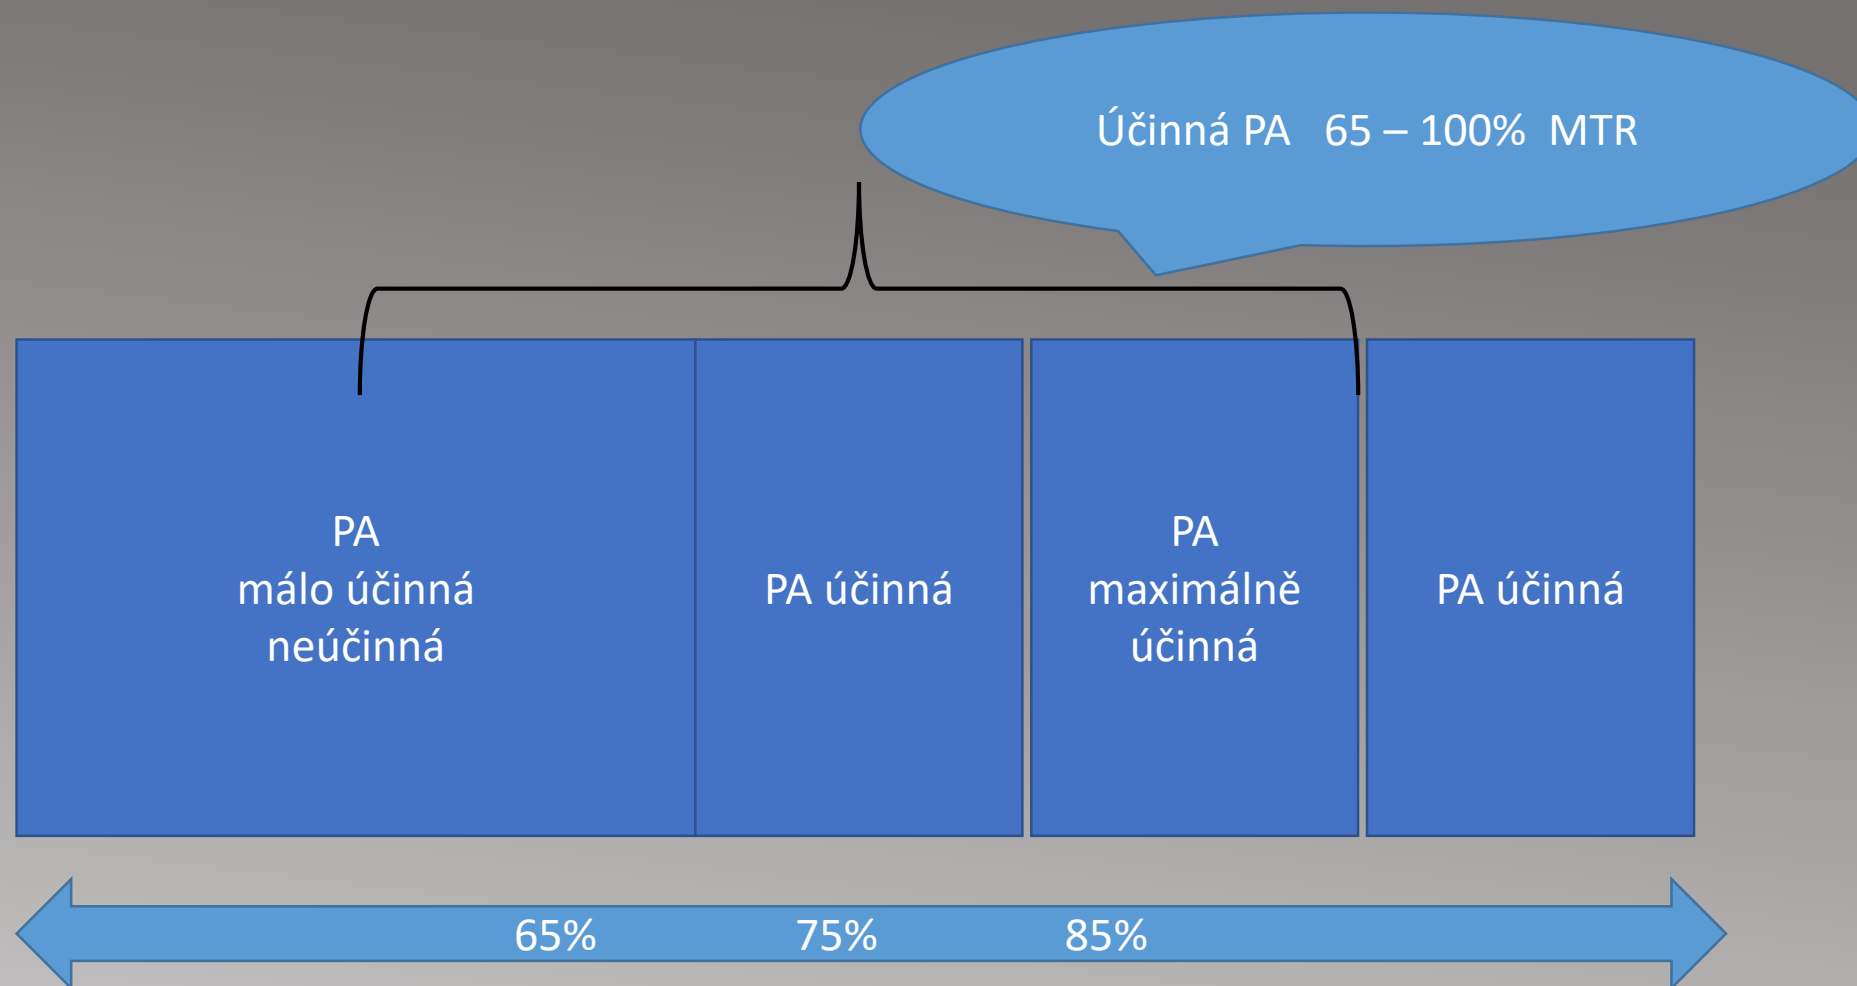 Účinná PA 65 – 100% MTR
PA
málo účinná
neúčinná
PA účinná
PA
maximálně
účinná
PA účinná
65% 75% 85%